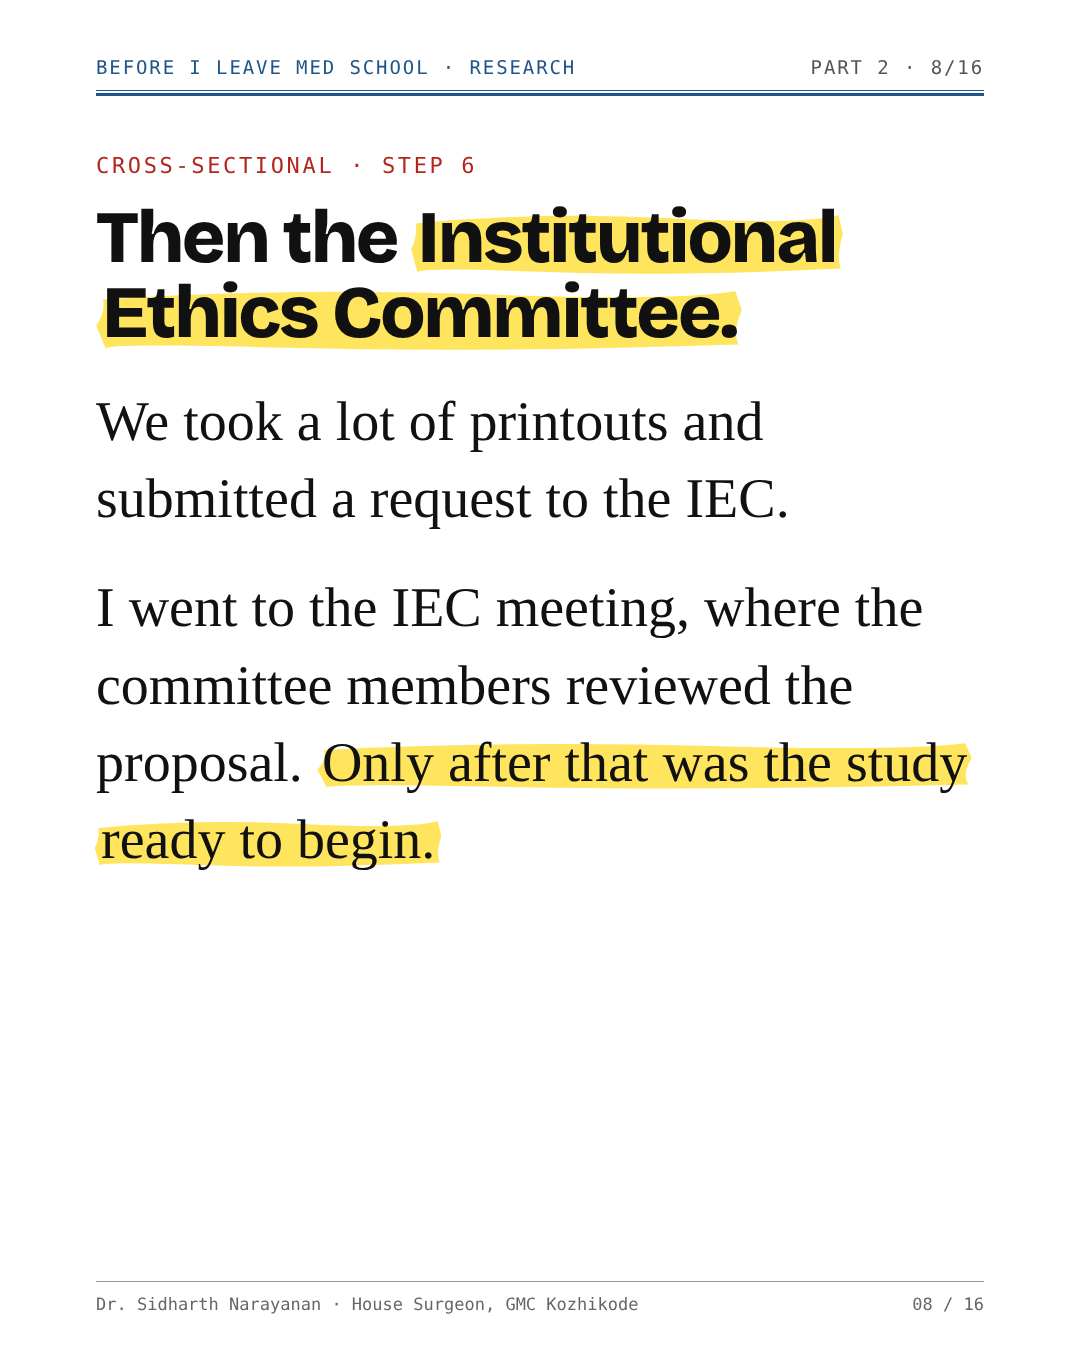 BEFORE I LEAVE MED SCHOOL · RESEARCH
PART 2 · 8/16
CROSS-SECTIONAL · STEP 6
Then the Institutional
Ethics Committee.
We took a lot of printouts and
submitted a request to the IEC.
I went to the IEC meeting, where the
committee members reviewed the
proposal. Only after that was the study
ready to begin.
Dr. Sidharth Narayanan · House Surgeon, GMC Kozhikode
08 / 16